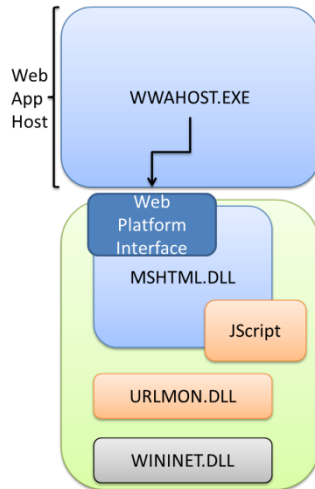 Web
App
Host
WWAHOST.EXE
Web
Platform
Interface
MSHTML.DLL
JScript
URLMON.DLL
WININET.DLL